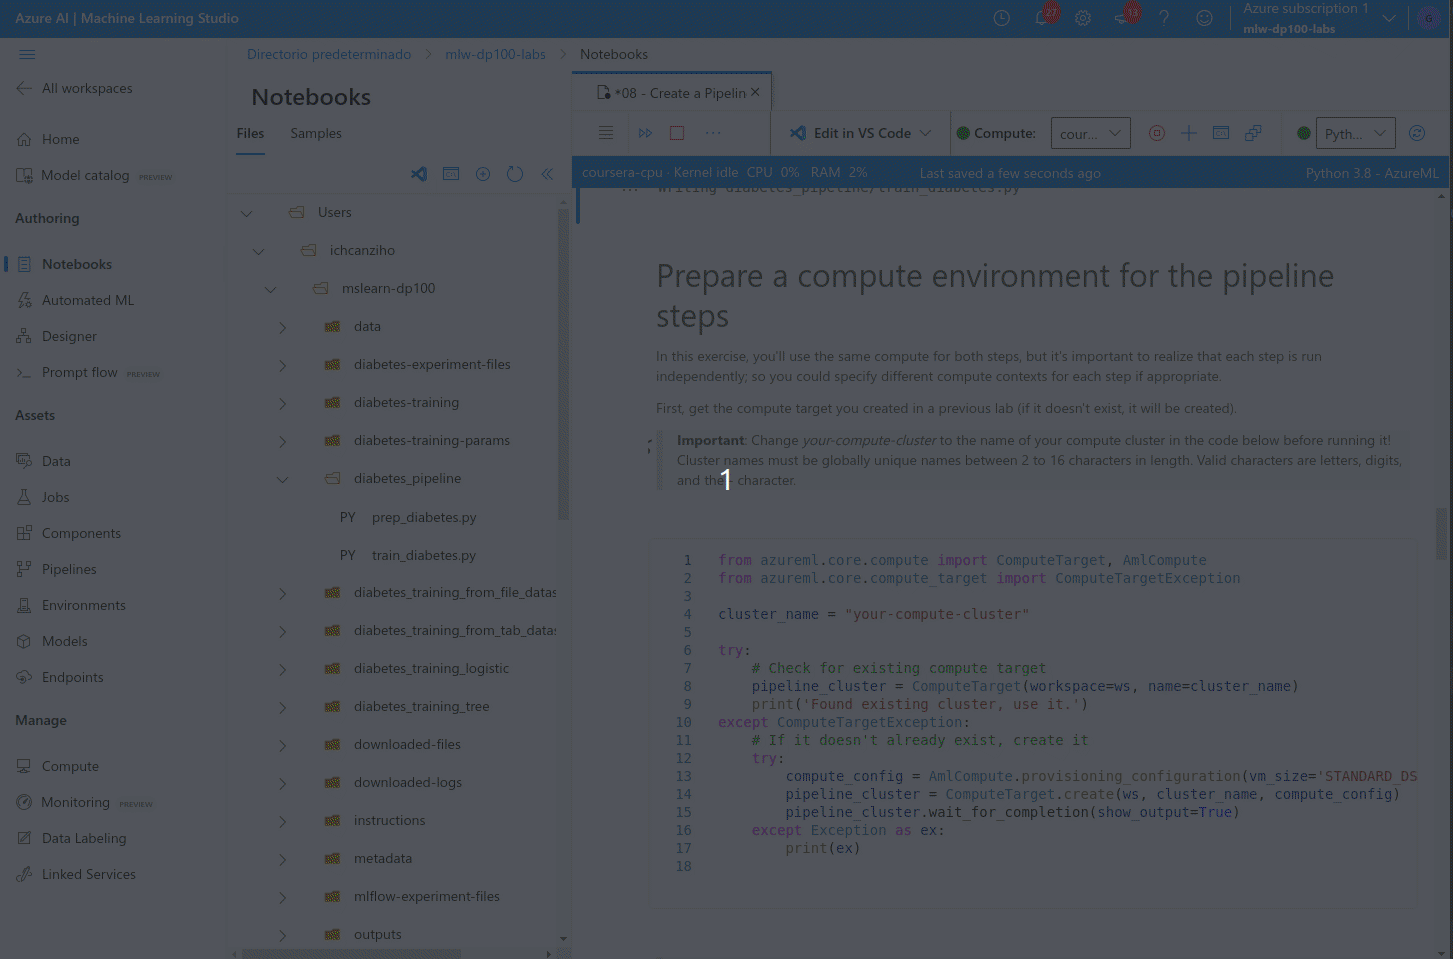 Azure AI | Machine Learning Studio
27
13
?
Azure subscription 1
mlw-dp100-labs
G
All workspaces
Home
Model catalog PREVIEW
Authoring
Notebooks
Automated ML
Designer
Prompt flow PREVIEW
Assets
Data
Jobs
Components
Pipelines
Environments
Models
Endpoints
Manage
Compute
Monitoring PREVIEW
Data Labeling
Linked Services
Directorio predeterminado > mlw-dp100-labs > Notebooks
Notebooks
Files Samples
Users
ichcanziho
mslearn-dp100
data
diabetes-experiment-files
diabetes-training
diabetes-training-params
diabetes_pipeline
PY prep_diabetes.py
PY train_diabetes.py
diabetes_training_from_file_datas
diabetes_training_from_tab_datas
diabetes_training_logistic
diabetes_training_tree
downloaded-files
downloaded-logs
instructions
metadata
mlflow-experiment-files
outputs
*08 - Create a Pipelin
Edit in VS Code
Compute: cour...
Pyth...
coursera-cpu · Kernel idle CPU 0% RAM 2% Last saved a few seconds ago Python 3.8 - AzureML
Writing diabetes_pipeline/train_diabetes.py
Prepare a compute environment for the pipeline
steps
In this exercise, you'll use the same compute for both steps, but it's important to realize that each step is run
independently; so you could specify different compute contexts for each step if appropriate.
First, get the compute target you created in a previous lab (if it doesn't exist, it will be created).
Important: Change your-compute-cluster to the name of your compute cluster in the code below before running it!
Cluster names must be globally unique names between 2 to 16 characters in length. Valid characters are letters, digits,
and the - character.
1
1 from azureml.core.compute import ComputeTarget, AmlCompute
2 from azureml.core.compute_target import ComputeTargetException
3
4 cluster_name = "your-compute-cluster"
5
6 try:
7 # Check for existing compute target
8 pipeline_cluster = ComputeTarget(workspace=ws, name=cluster_name)
9 print('Found existing cluster, use it.')
10 except ComputeTargetException:
11 # If it doesn't already exist, create it
12 try:
13 compute_config = AmlCompute.provisioning_configuration(vm_size='STANDARD_DS
14 pipeline_cluster = ComputeTarget.create(ws, cluster_name, compute_config)
15 pipeline_cluster.wait_for_completion(show_output=True)
16 except Exception as ex:
17 print(ex)
18